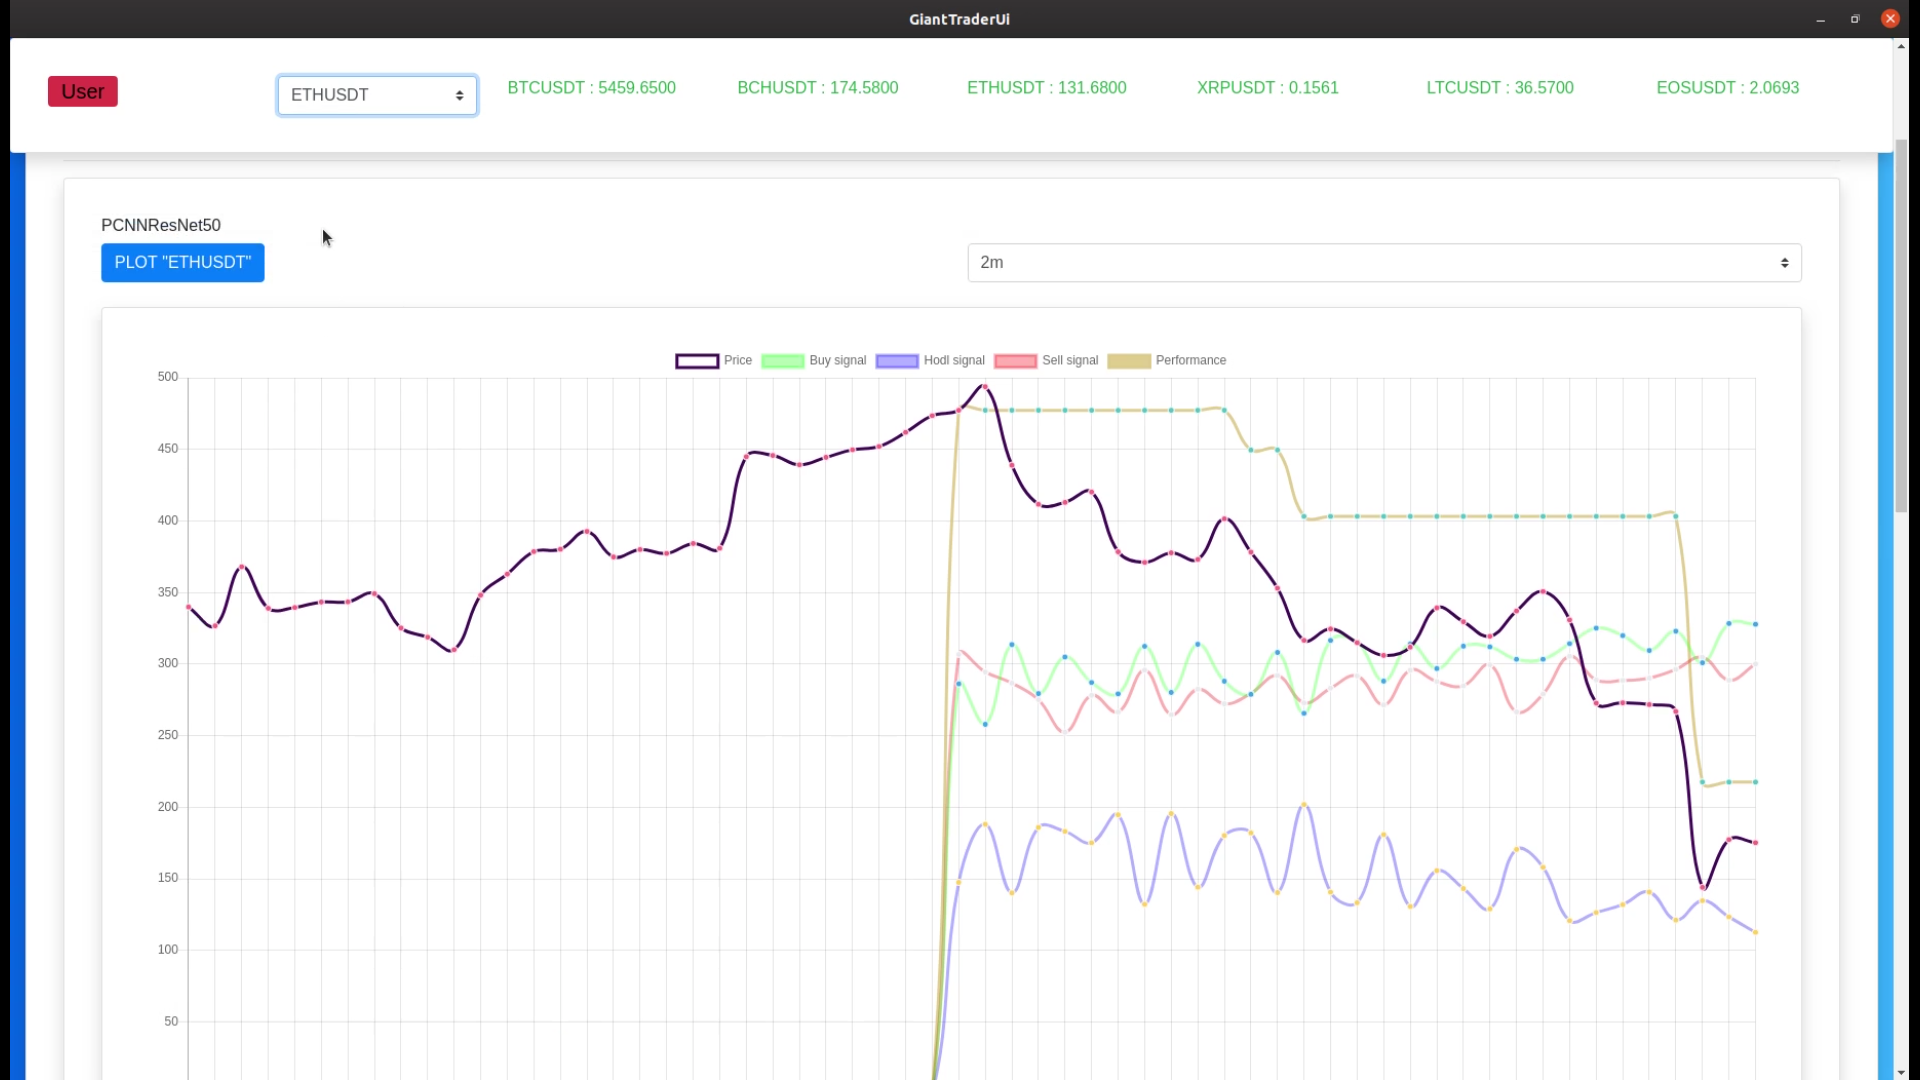 GiantTraderUi
User
ETHUSDT
BTCUSDT : 5459.6500
BCHUSDT : 174.5800
ETHUSDT : 131.6800
XRPUSDT : 0.1561
LTCUSDT : 36.5700
EOSUSDT : 2.0693
PCNNResNet50
PLOT "ETHUSDT"
2m
Price
Buy signal
Hodl signal
Sell signal
Performance
500
450
400
350
300
250
200
150
100
50